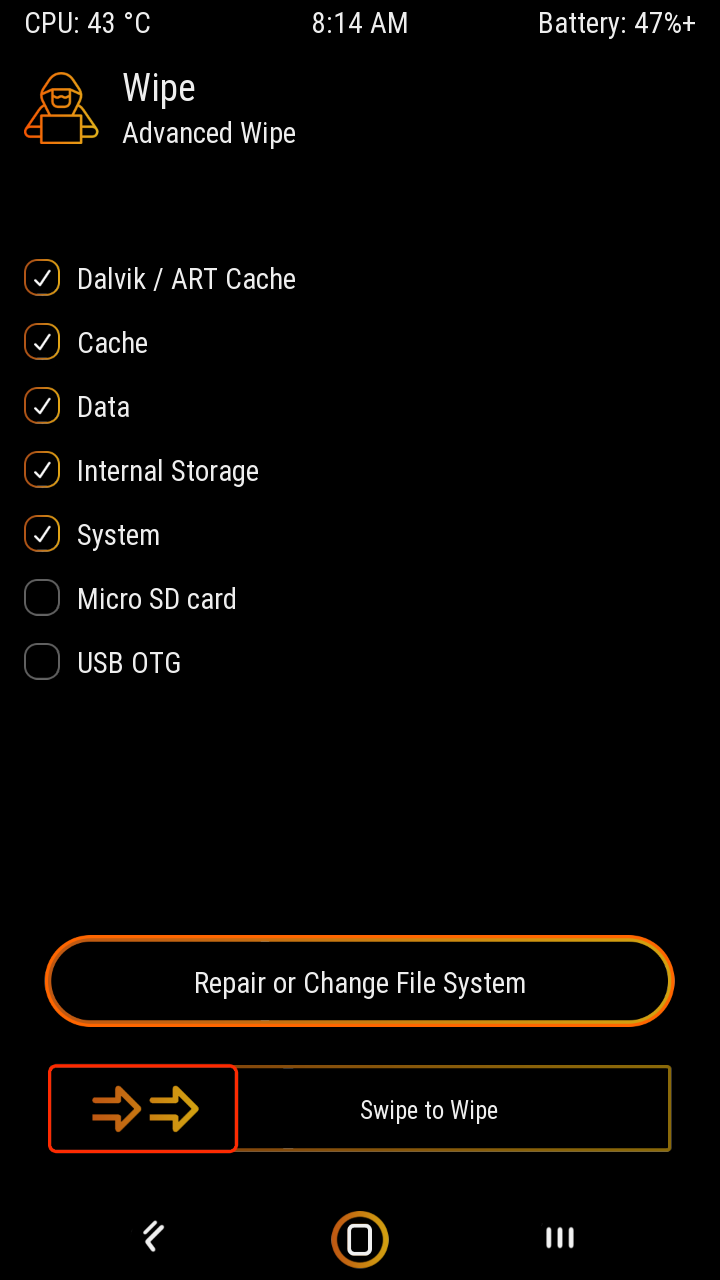 CPU: 43 °C 8:14 AM Battery: 47%+
Wipe
Advanced Wipe
Dalvik / ART Cache
Cache
Data
Internal Storage
System
Micro SD card
USB OTG
Repair or Change File System
Swipe to Wipe